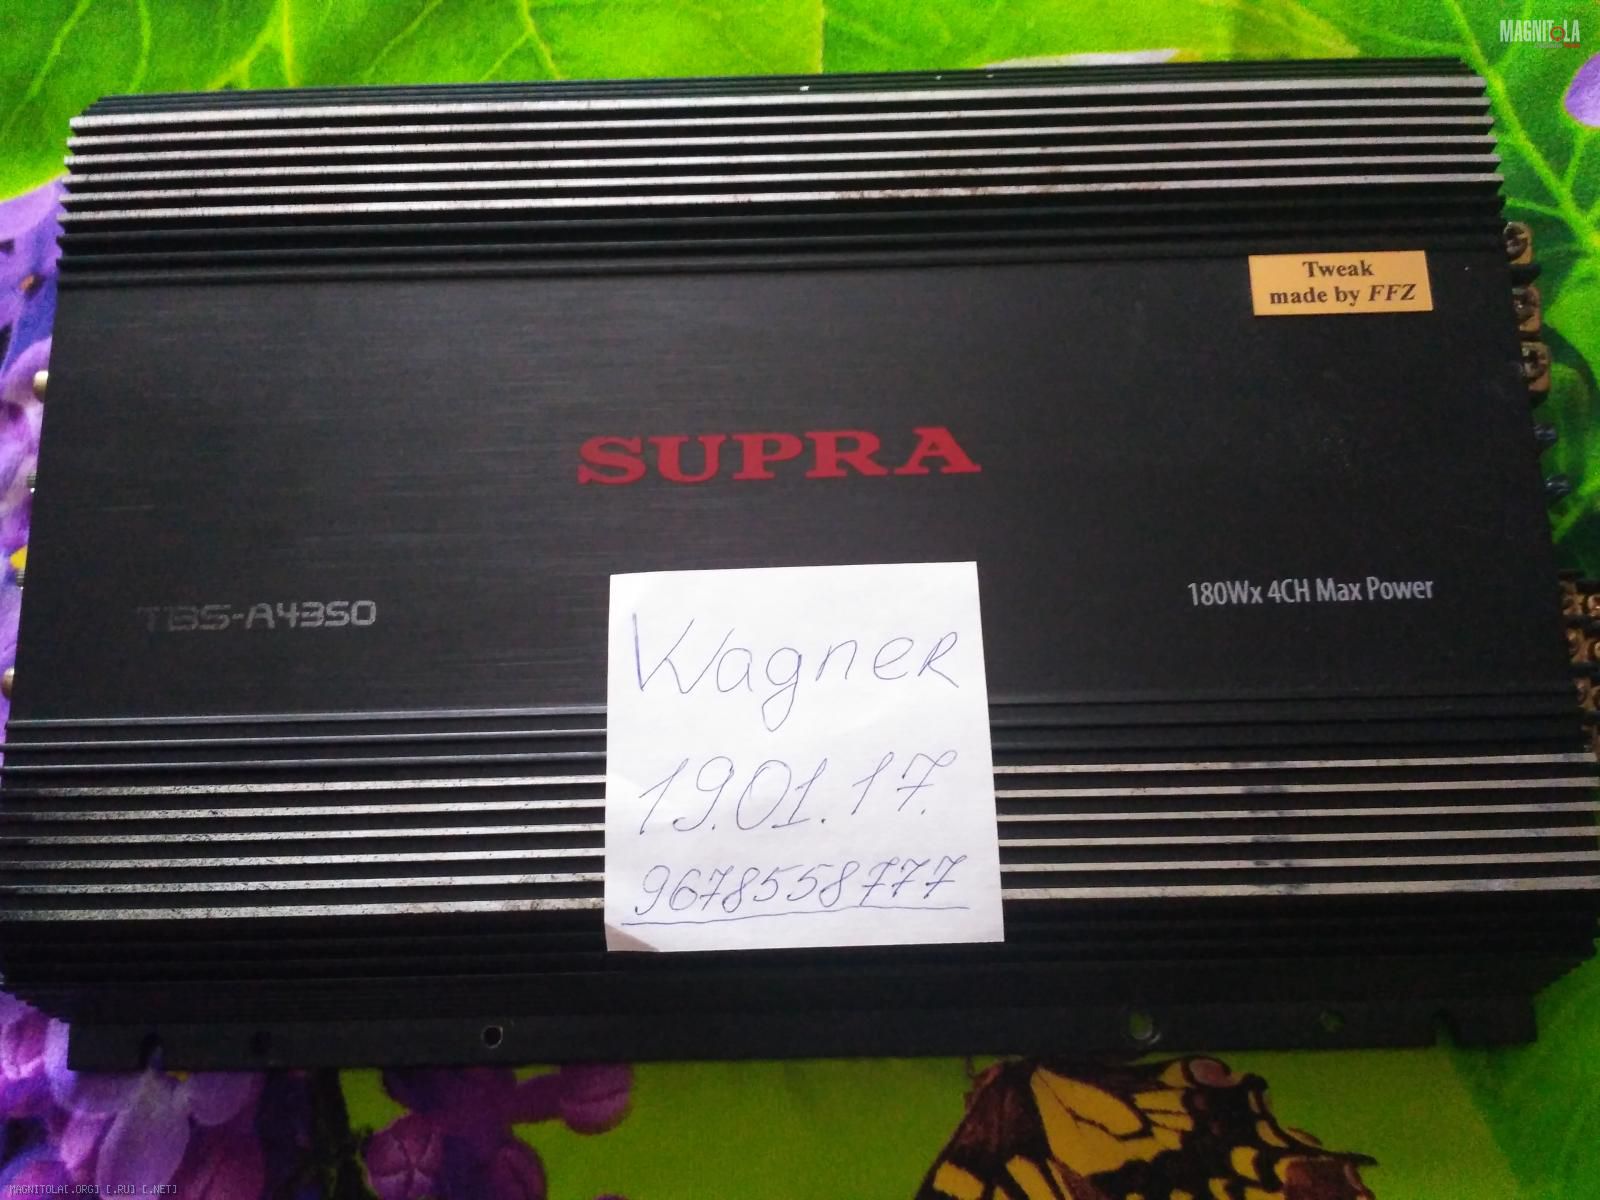 MAGNITOLA
Tweak
made by FFZ
SUPRA
TBS-A4350
180Wx 4CH Max Power
Wagner
19.01.17.
9678558777
MAGNITOLA[.ORG] [.RU] [.NET]